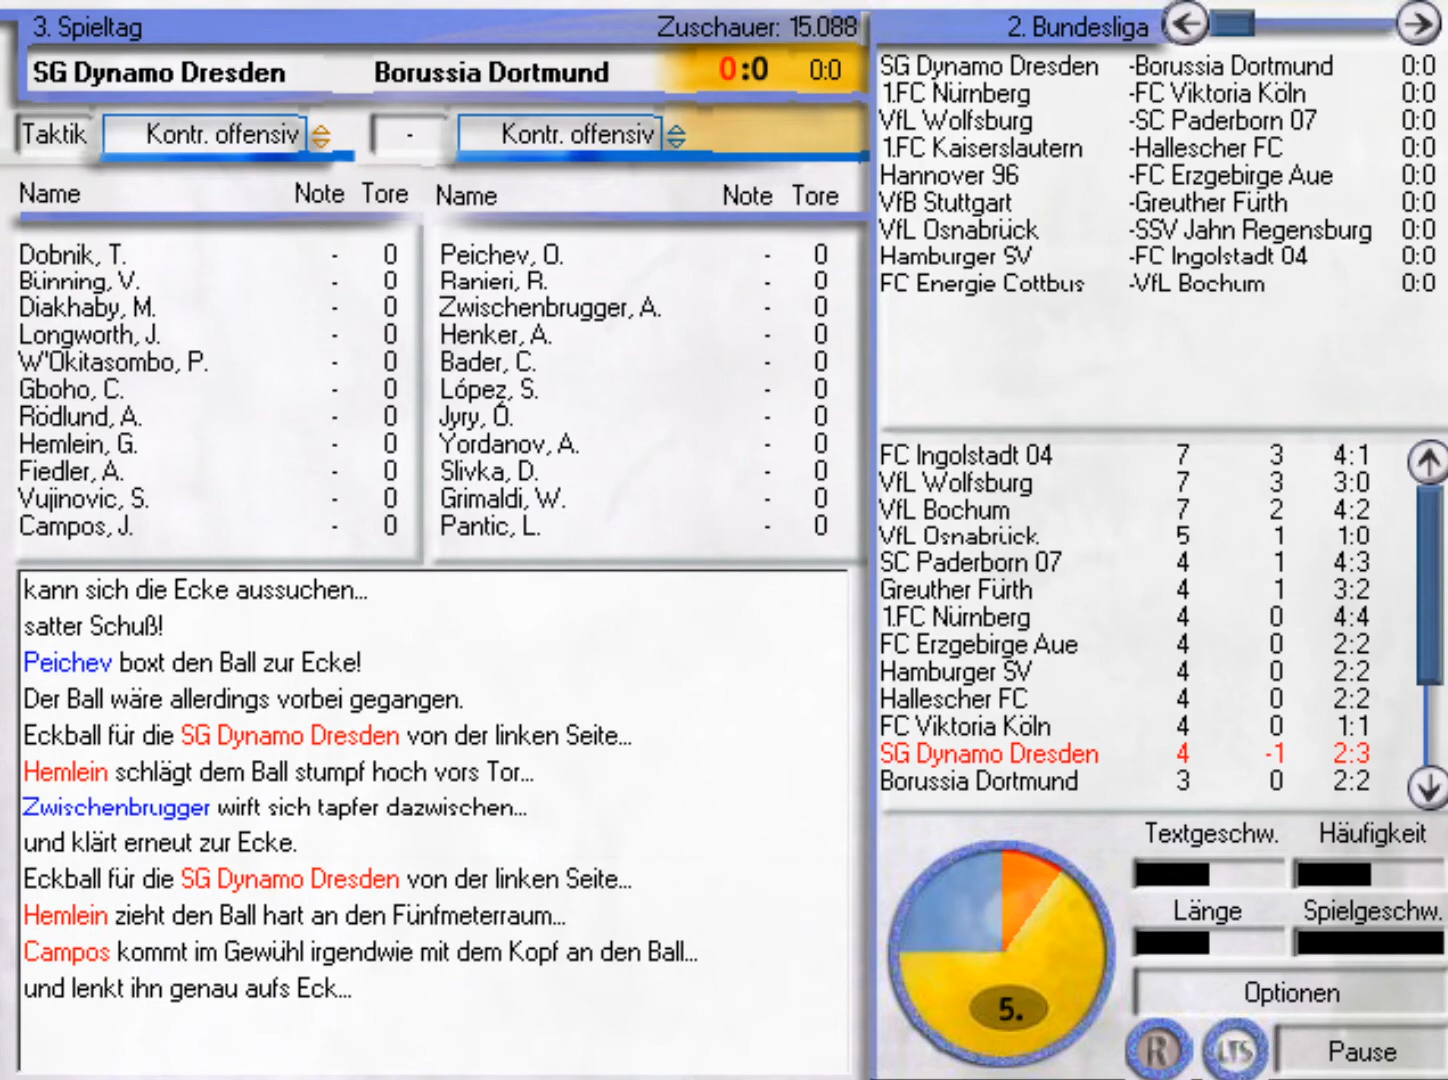 3. Spieltag Zuschauer: 15.088
SG Dynamo Dresden Borussia Dortmund 0:0 0:0
Taktik Kontr. offensiv - Kontr. offensiv
Name Note Tore Name Note Tore
Dobnik, T. - 0 Peichev, O. - 0
Bünning, V. - 0 Ranieri, R. - 0
Diakhaby, M. - 0 Zwischenbrugger, A. - 0
Longworth, J. - 0 Henker, A. - 0
W'Okitasombo, P. - 0 Bader, C. - 0
Gboho, C. - 0 López, S. - 0
Rödlund, A. - 0 Jyry, Ö. - 0
Hemlein, G. - 0 Yordanov, A. - 0
Fiedler, A. - 0 Slivka, D. - 0
Vujinovic, S. - 0 Grimaldi, W. - 0
Campos, J. - 0 Pantic, L. - 0
kann sich die Ecke aussuchen...
satter Schuß!
Peichev boxt den Ball zur Ecke!
Der Ball wäre allerdings vorbei gegangen.
Eckball für die SG Dynamo Dresden von der linken Seite...
Hemlein schlägt dem Ball stumpf hoch vors Tor...
Zwischenbrugger wirft sich tapfer dazwischen...
und klärt erneut zur Ecke.
Eckball für die SG Dynamo Dresden von der linken Seite...
Hemlein zieht den Ball hart an den Fünfmeterraum...
Campos kommt im Gewühl irgendwie mit dem Kopf an den Ball...
und lenkt ihn genau aufs Eck...
2. Bundesliga
SG Dynamo Dresden -Borussia Dortmund 0:0
1.FC Nürnberg -FC Viktoria Köln 0:0
VfL Wolfsburg -SC Paderborn 07 0:0
1.FC Kaiserslautern -Hallescher FC 0:0
Hannover 96 -FC Erzgebirge Aue 0:0
VfB Stuttgart -Greuther Fürth 0:0
VfL Osnabrück -SSV Jahn Regensburg 0:0
Hamburger SV -FC Ingolstadt 04 0:0
FC Energie Cottbus -VfL Bochum 0:0
FC Ingolstadt 04 7 3 4:1
VfL Wolfsburg 7 3 3:0
VfL Bochum 7 2 4:2
VfL Osnabrück 5 1 1:0
SC Paderborn 07 4 1 4:3
Greuther Fürth 4 1 3:2
1.FC Nürnberg 4 0 4:4
FC Erzgebirge Aue 4 0 2:2
Hamburger SV 4 0 2:2
Hallescher FC 4 0 2:2
FC Viktoria Köln 4 0 1:1
SG Dynamo Dresden 4 -1 2:3
Borussia Dortmund 3 0 2:2
Textgeschw. Häufigkeit
Länge Spielgeschw.
5.
Optionen
R LTS Pause